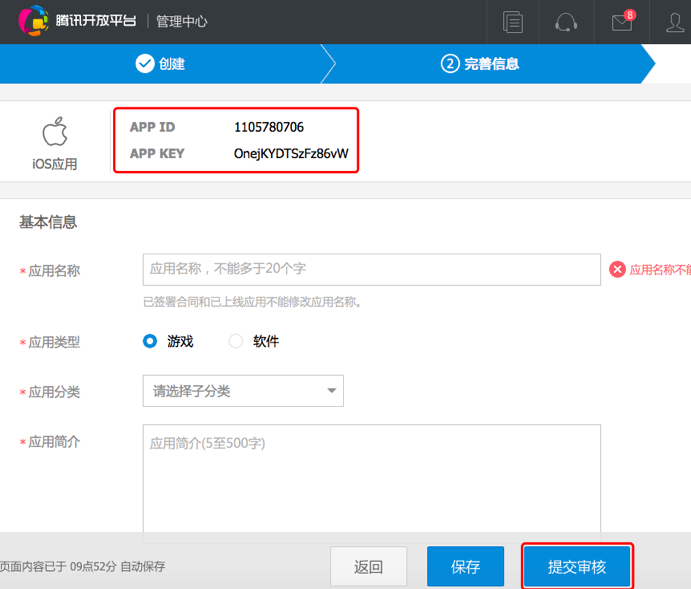 腾讯开放平台 管理中心
8
创建
2 完善信息
iOS应用
APP ID 1105780706
APP KEY OnejKYDTSzFz86vW
基本信息
*应用名称 应用名称，不能多于20个字 应用名称不能
已签署合同和已上线应用不能修改应用名称。
*应用类型 游戏 软件
*应用分类 请选择子分类
*应用简介 应用简介(5至500字)
页面内容已于 09点52分 自动保存 返回 保存 提交审核